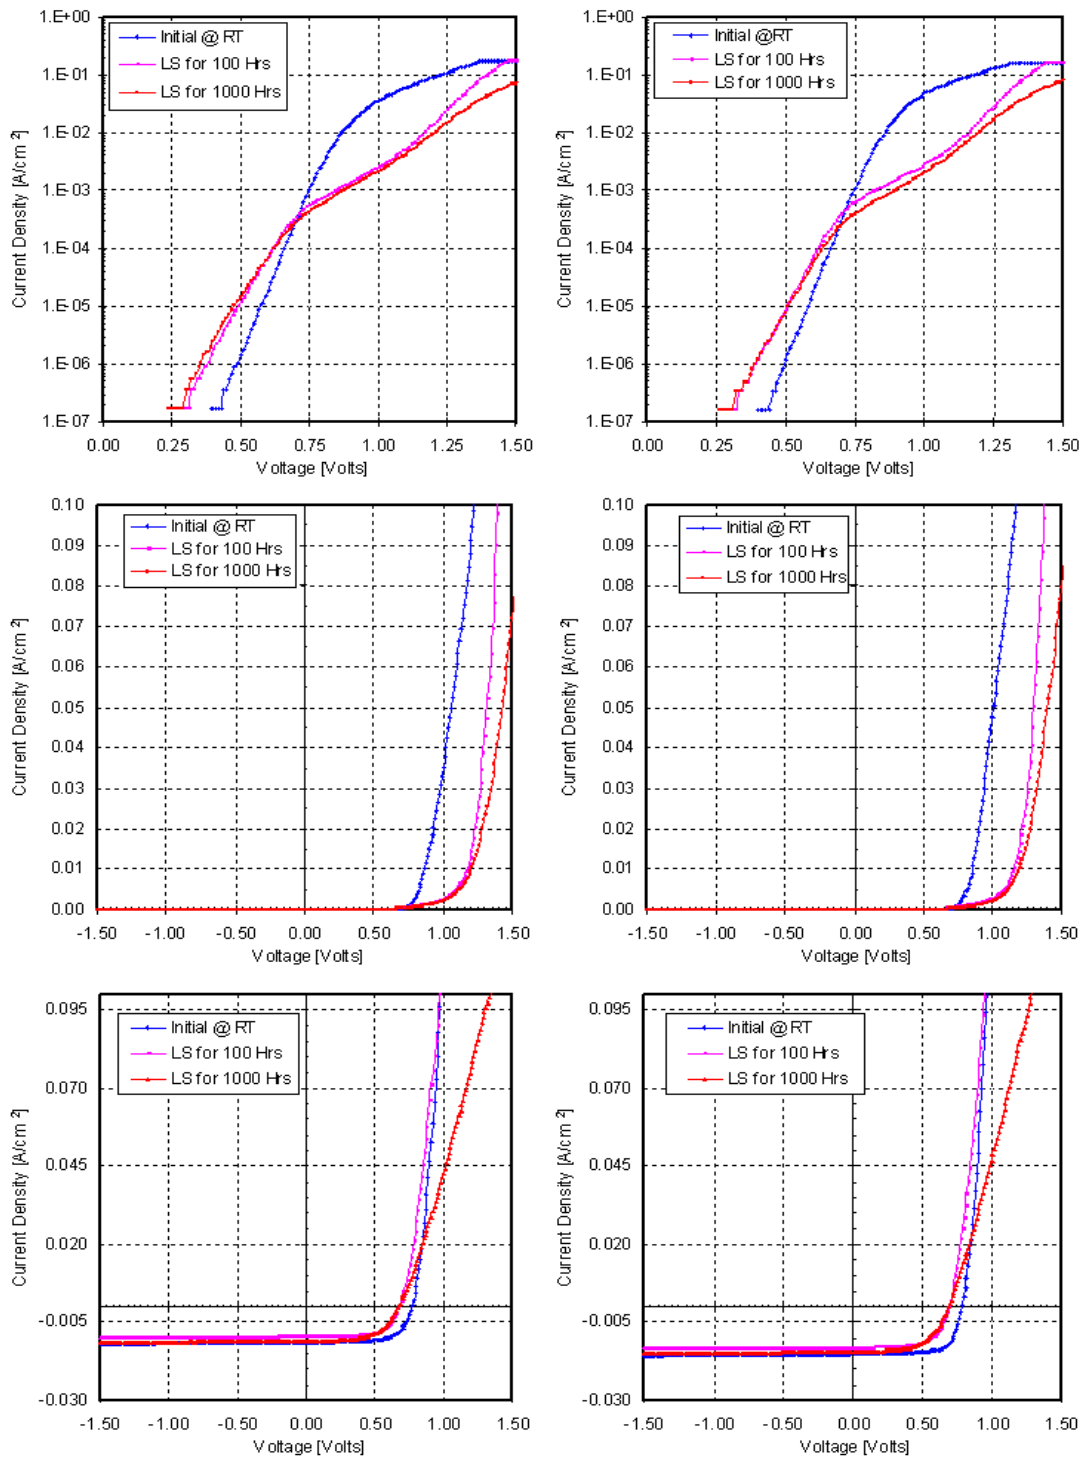 1.E+00
1.E-01
1.E-02
1.E-03
1.E-04
1.E-05
1.E-06
1.E-07
Current Density [A/cm ²]
Initial @ RT
LS for 100 Hrs
LS for 1000 Hrs
0.00 0.25 0.50 0.75 1.00 1.25 1.50
Voltage [Volts]
1.E+00
1.E-01
1.E-02
1.E-03
1.E-04
1.E-05
1.E-06
1.E-07
Current Density [A/cm ²]
Initial @RT
LS for 100 Hrs
LS for 1000 Hrs
0.00 0.25 0.50 0.75 1.00 1.25 1.50
Voltage [Volts]
0.10
0.09
0.08
0.07
0.06
0.05
0.04
0.03
0.02
0.01
0.00
Current Density [A/cm ²]
Initial @ RT
LS for 100 Hrs
LS for 1000 Hrs
-1.50 -1.00 -0.50 0.00 0.50 1.00 1.50
Voltage [Volts]
0.10
0.09
0.08
0.07
0.06
0.05
0.04
0.03
0.02
0.01
0.00
Current Density [A/cm ²]
Initial @ RT
LS for 100 Hrs
LS for 1000 Hrs
-1.50 -1.00 -0.50 0.00 0.50 1.00 1.50
Voltage [Volts]
0.095
0.070
0.045
0.020
-0.005
-0.030
Current Density [A/cm ²]
Initial @ RT
LS for 100 Hrs
LS for 1000 Hrs
-1.50 -1.00 -0.50 0.00 0.50 1.00 1.50
Voltage [Volts]
0.095
0.070
0.045
0.020
-0.005
-0.030
Current Density [A/cm ²]
Initial @ RT
LS for 100 Hrs
LS for 1000 Hrs
-1.50 -1.00 -0.50 0.00 0.50 1.00 1.50
Voltage [Volts]